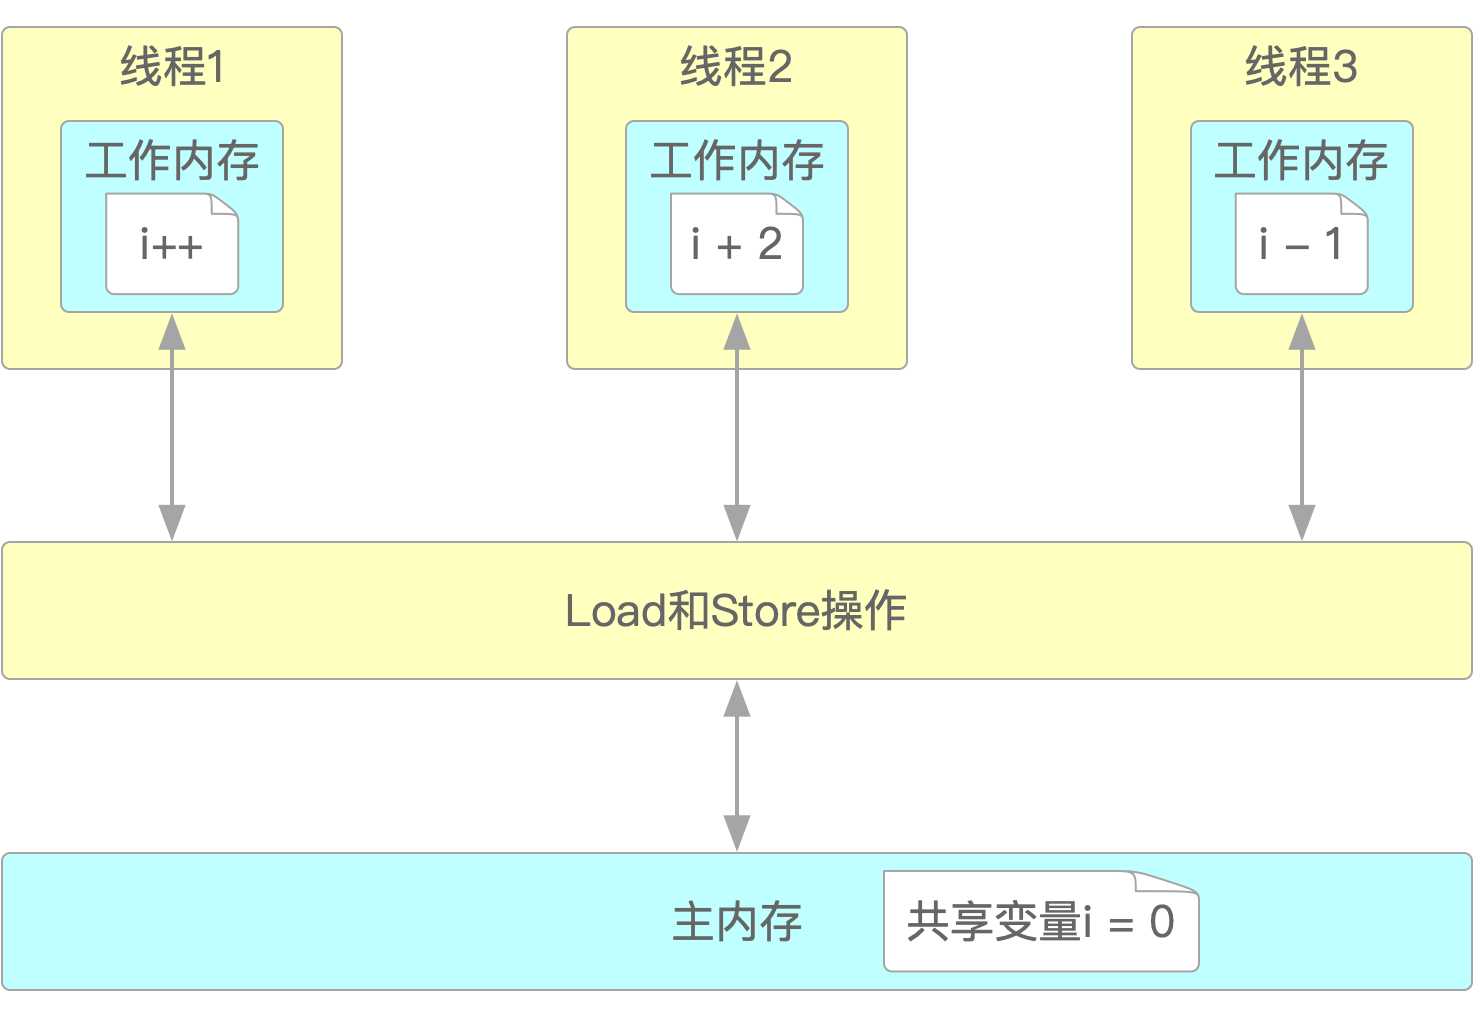 线程1
工作内存
i++
线程2
工作内存
i + 2
线程3
工作内存
i − 1
Load和Store操作
主内存
共享变量i = 0